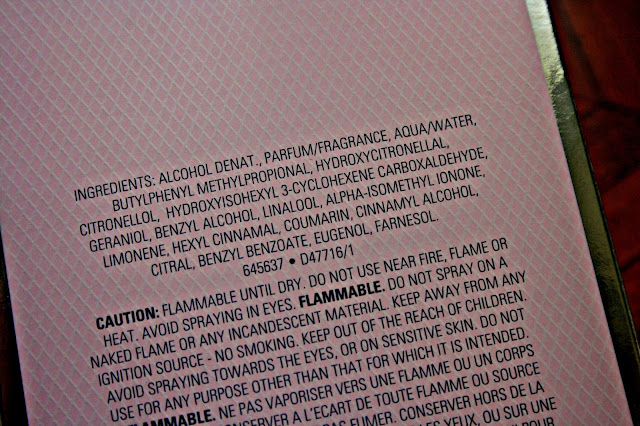 INGREDIENTS: ALCOHOL DENAT., PARFUM/FRAGRANCE, AQUA/WATER,
BUTYLPHENYL METHYLPROPIONAL, HYDROXYCITRONELLAL,
CITRONELLOL, HYDROXYISOHEXYL 3-CYCLOHEXENE CARBOXALDEHYDE,
GERANIOL, BENZYL ALCOHOL, LINALOOL, ALPHA-ISOMETHYL IONONE,
LIMONENE, HEXYL CINNAMAL, COUMARIN, CINNAMYL ALCOHOL,
CITRAL, BENZYL BENZOATE, EUGENOL, FARNESOL.
645637 • D47716/1
CAUTION: FLAMMABLE UNTIL DRY. DO NOT USE NEAR FIRE, FLAME OR
HEAT. AVOID SPRAYING IN EYES. FLAMMABLE. DO NOT SPRAY ON A
NAKED FLAME OR ANY INCANDESCENT MATERIAL. KEEP AWAY FROM ANY
IGNITION SOURCE - NO SMOKING. KEEP OUT OF THE REACH OF CHILDREN.
AVOID SPRAYING TOWARDS THE EYES, OR ON SENSITIVE SKIN. DO NOT
USE FOR ANY PURPOSE OTHER THAN THAT FOR WHICH IT IS INTENDED.
NE PAS VAPORISER VERS UNE FLAMME OU UN CORPS
A L'ECART DE TOUTE FLAMME OU SOURCE
FUMER. CONSERVER HORS DE LA
LES YEUX, OU SUR UNE
POUR